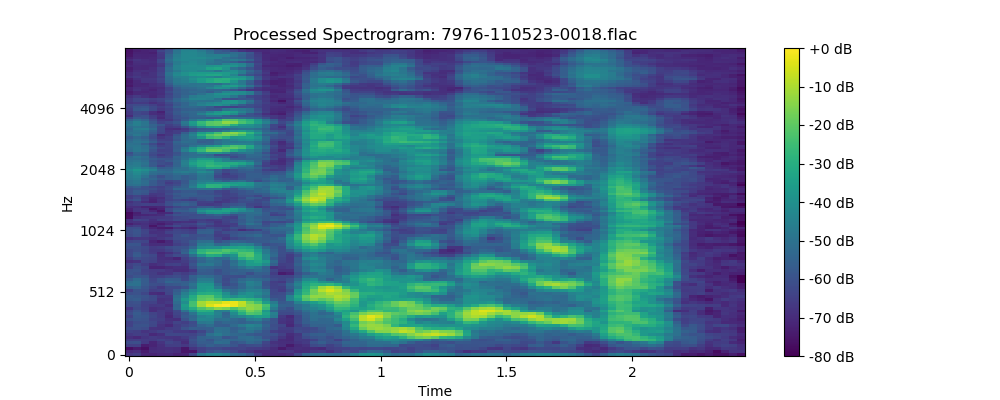 Processed Spectrogram: 7976-110523-0018.flac
4096
2048
1024
512
0
Hz
0
0.5
1
1.5
2
Time
+0 dB
-10 dB
-20 dB
-30 dB
-40 dB
-50 dB
-60 dB
-70 dB
-80 dB